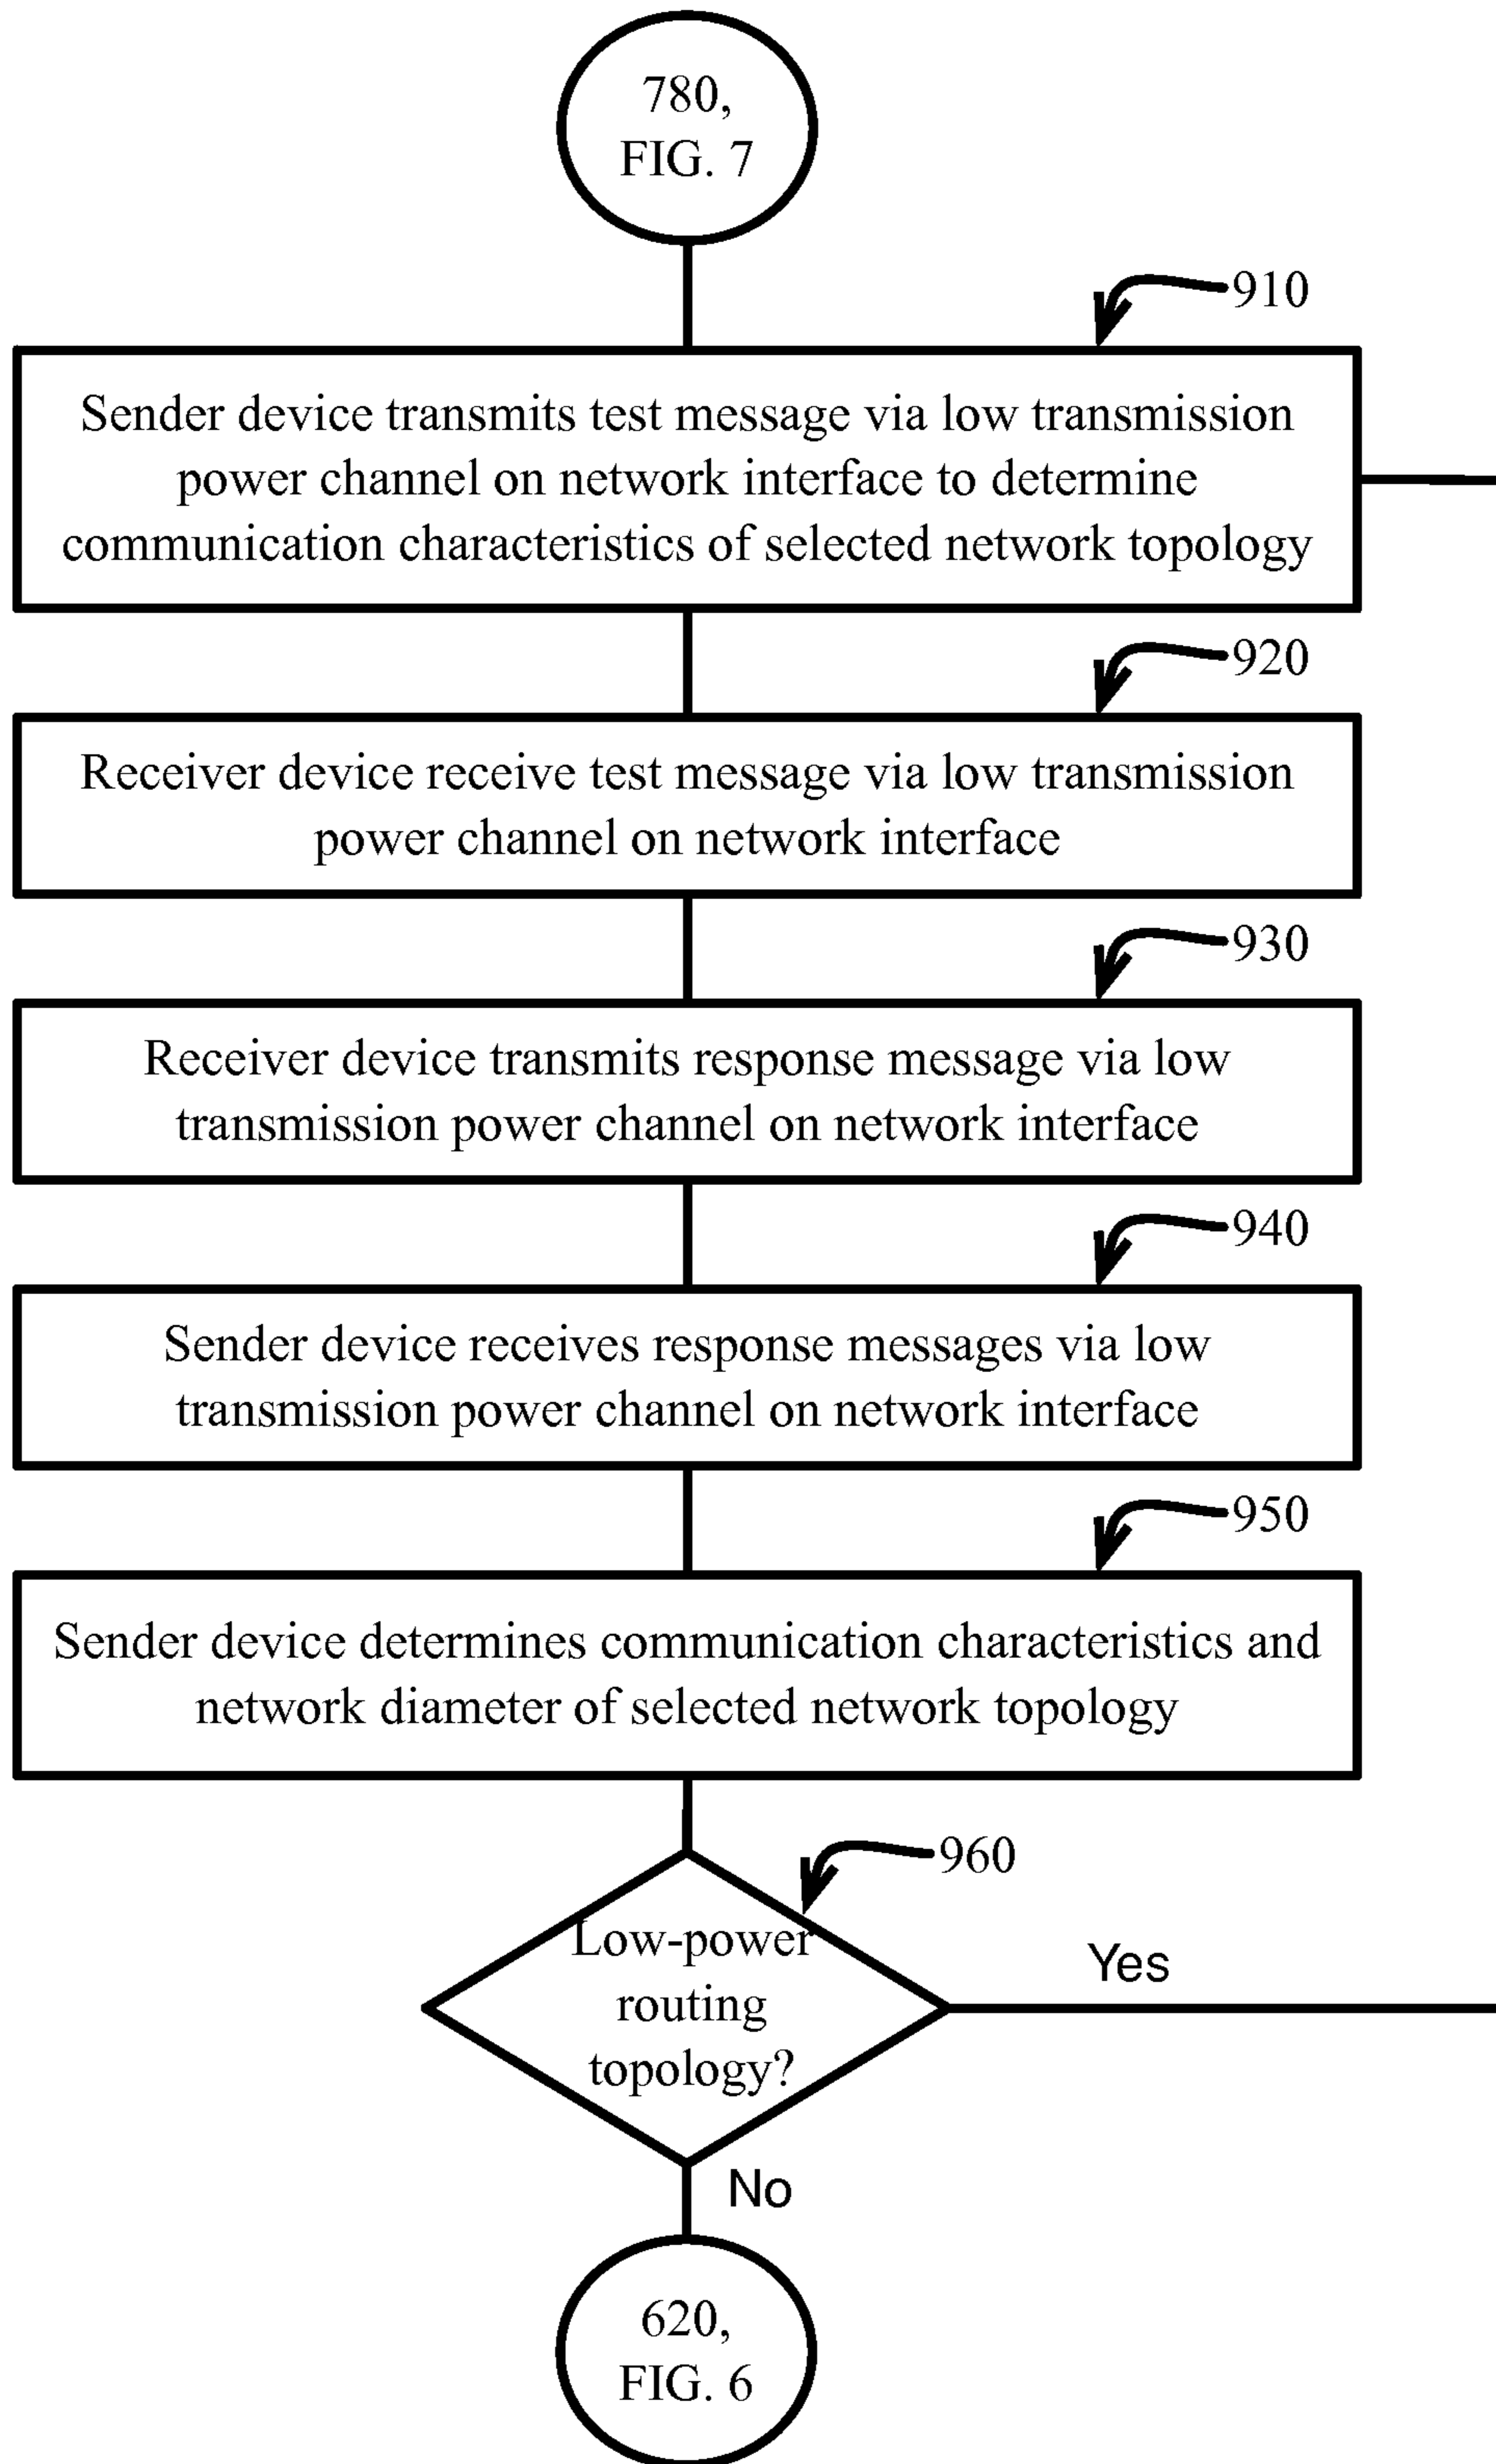 780,
FIG. 7
910
Sender device transmits test message via low transmission
power channel on network interface to determine
communication characteristics of selected network topology
920
Receiver device receive test message via low transmission
power channel on network interface
930
Receiver device transmits response message via low
transmission power channel on network interface
940
Sender device receives response messages via low
transmission power channel on network interface
950
Sender device determines communication characteristics and
network diameter of selected network topology
960
Low-power
routing
topology?
Yes
No
620,
FIG. 6